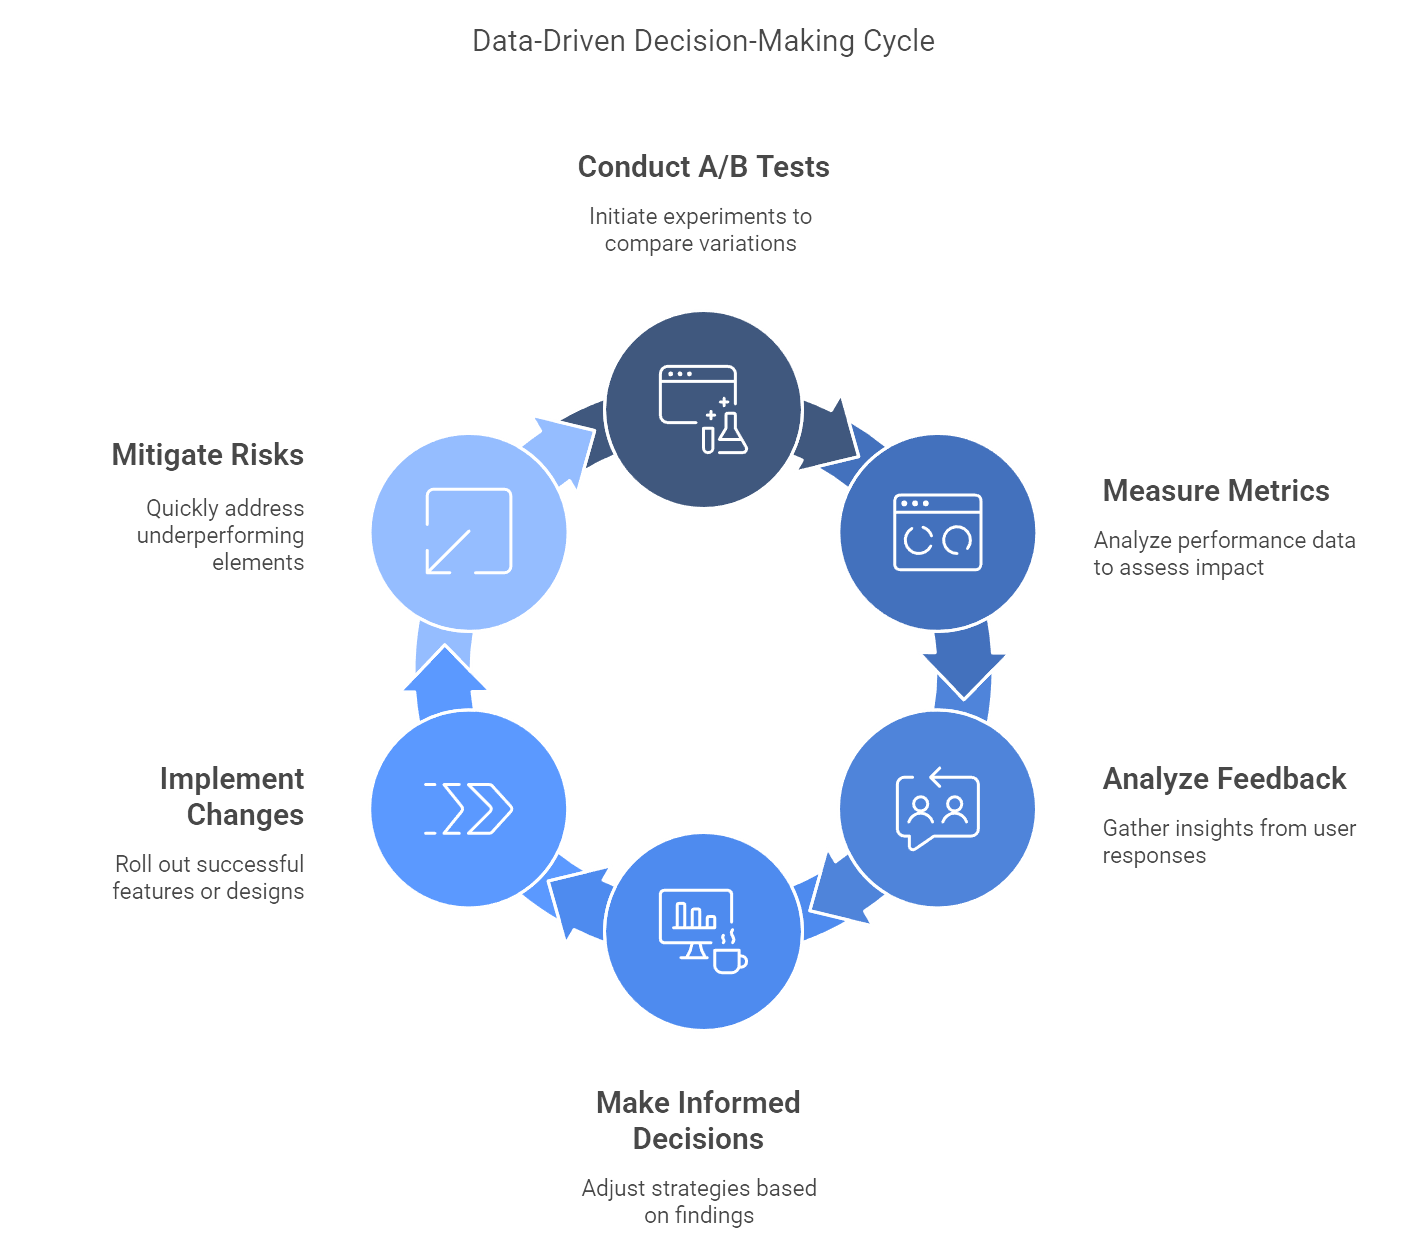 Data-Driven Decision-Making Cycle
Conduct A/B Tests
Initiate experiments to
compare variations
Measure Metrics
Analyze performance data
to assess impact
Analyze Feedback
Gather insights from user
responses
Make Informed
Decisions
Adjust strategies based
on findings
Implement
Changes
Roll out successful
features or designs
Mitigate Risks
Quickly address
underperforming
elements